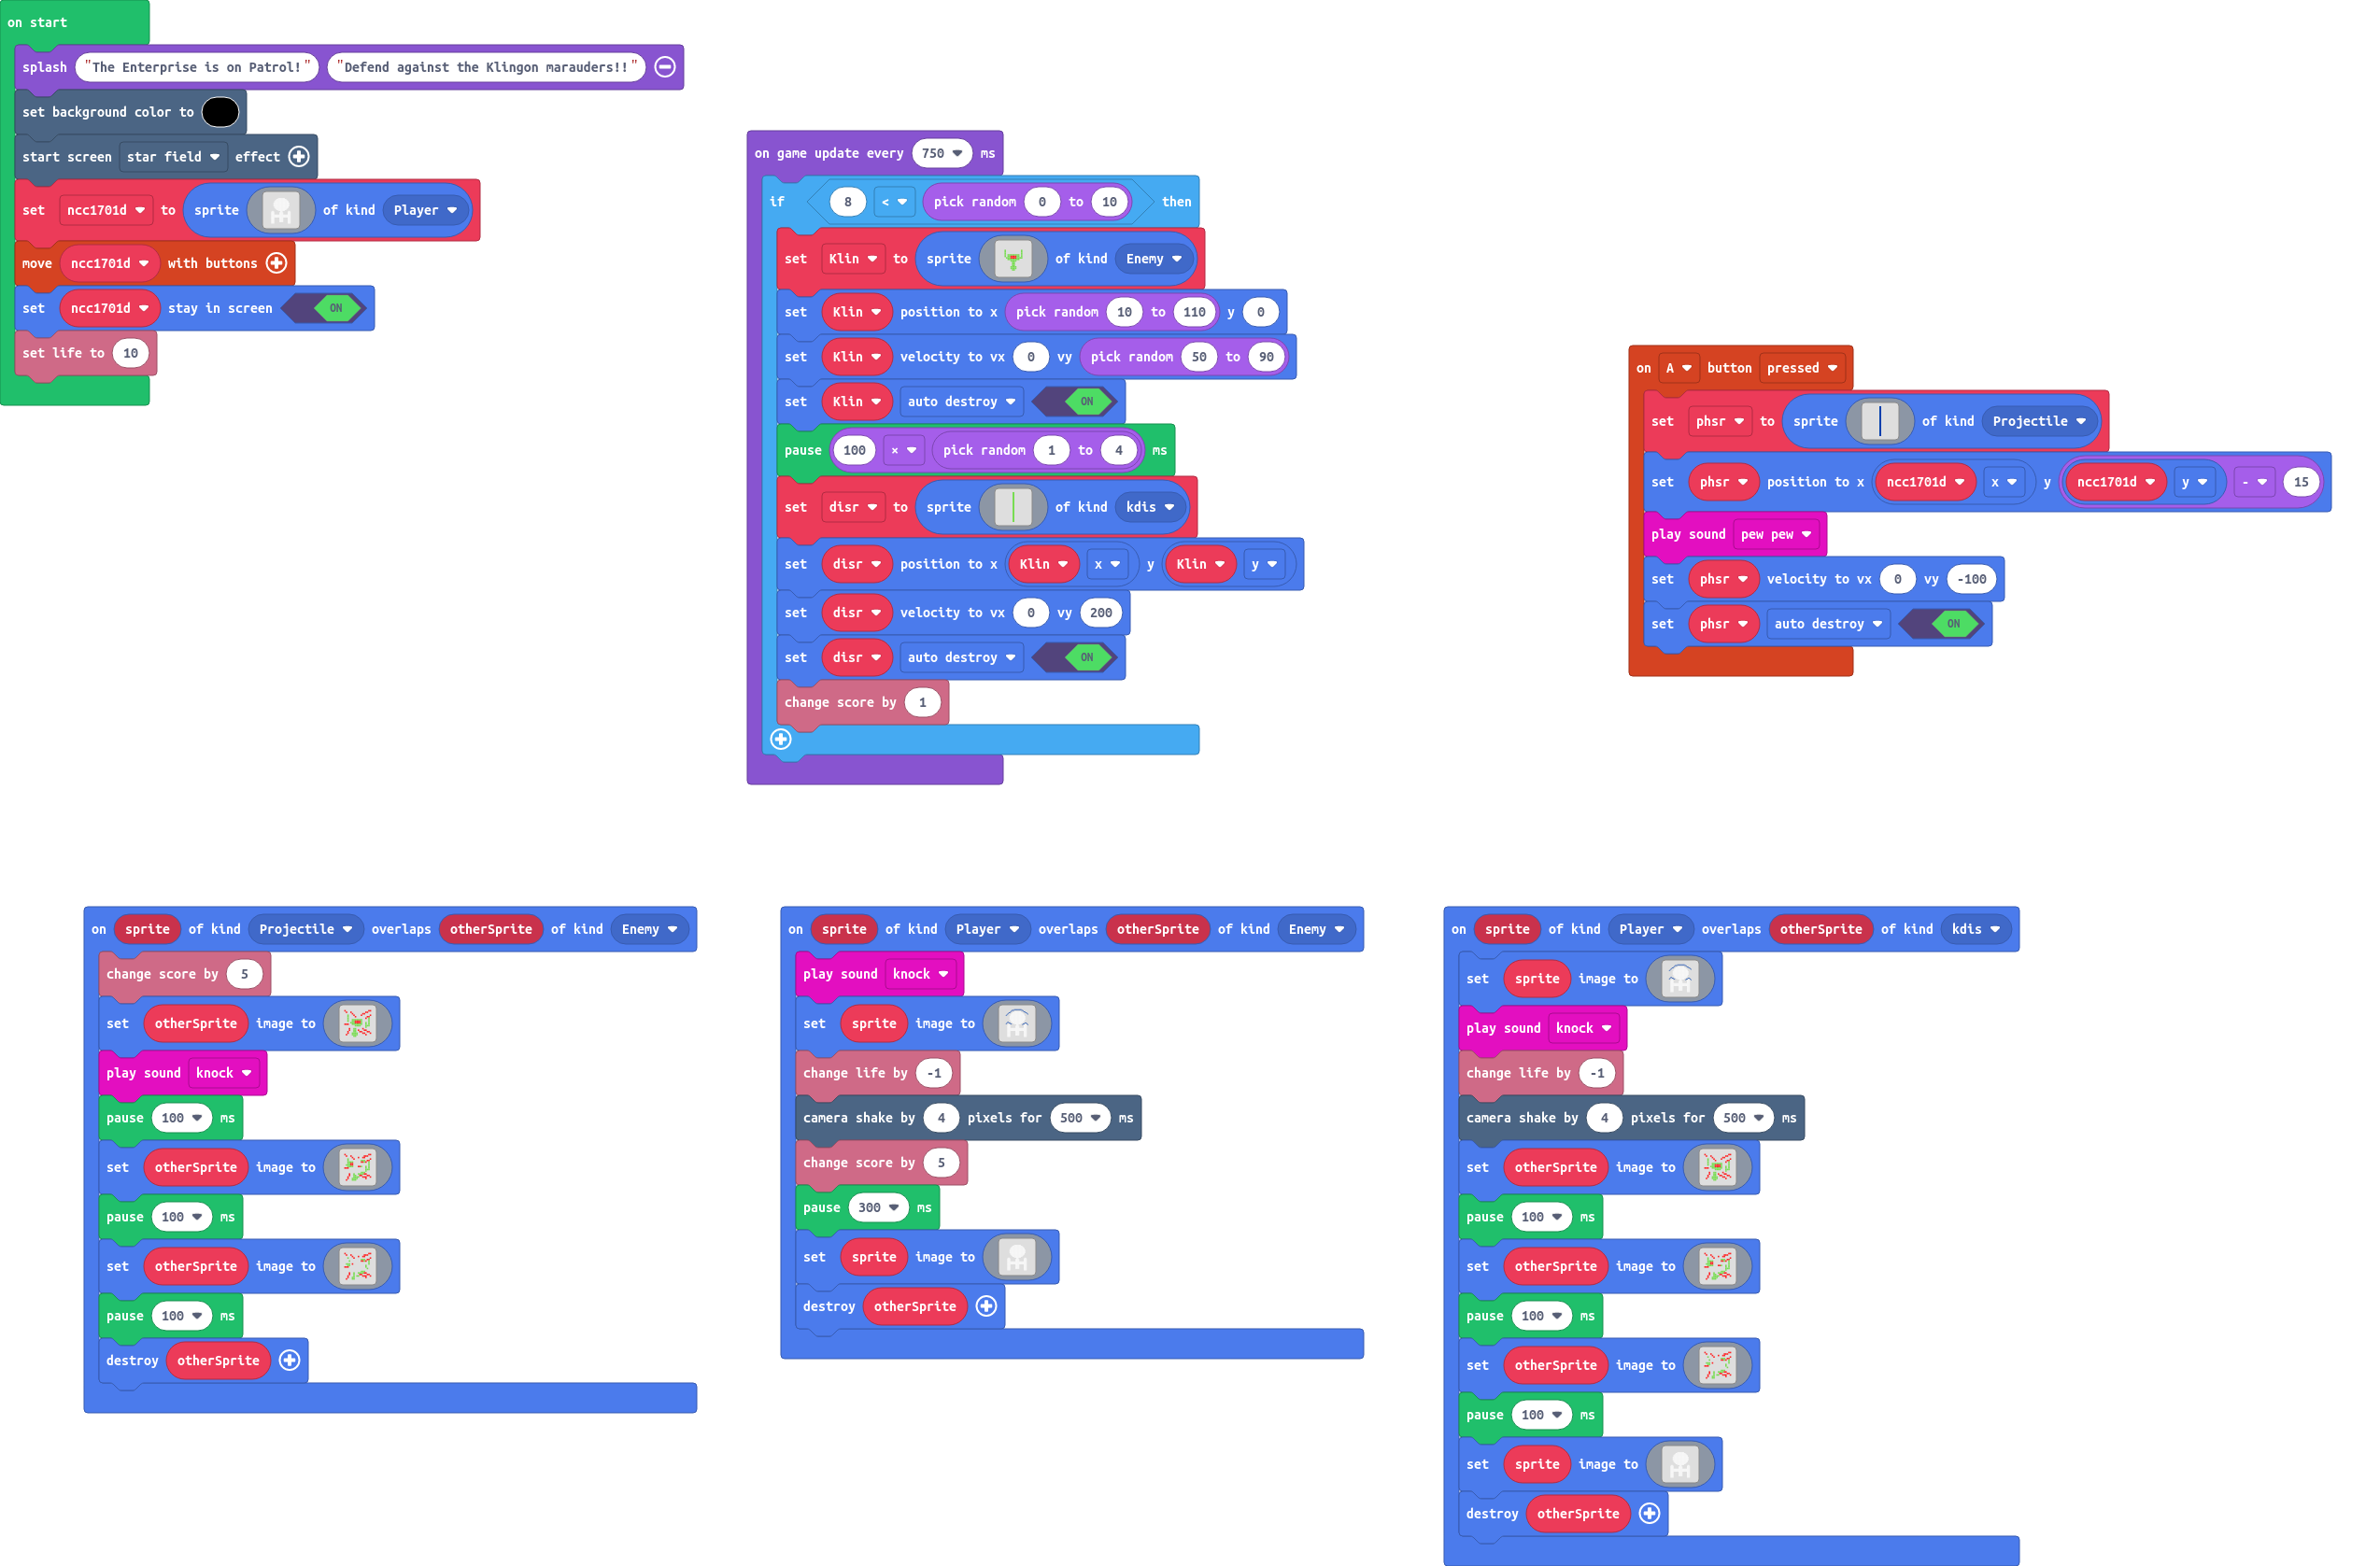 on start
splash "The Enterprise is on Patrol!" "Defend against the Klingon marauders!!"
set background color to
start screen star field effect
set ncc1701d to sprite of kind Player
move ncc1701d with buttons
set ncc1701d stay in screen ON
set life to 10
on game update every 750 ms
if 8 < pick random 0 to 10 then
set Klin to sprite of kind Enemy
set Klin position to x pick random 10 to 110 y 0
set Klin velocity to vx 0 vy pick random 50 to 90
set Klin auto destroy ON
pause 100 × pick random 1 to 4 ms
set disr to sprite of kind kdis
set disr position to x Klin x y Klin y
set disr velocity to vx 0 vy 200
set disr auto destroy ON
change score by 1
on A button pressed
set phsr to sprite of kind Projectile
set phsr position to x ncc1701d x y ncc1701d y - 15
play sound pew pew
set phsr velocity to vx 0 vy -100
set phsr auto destroy ON
on sprite of kind Projectile overlaps otherSprite of kind Enemy
change score by 5
set otherSprite image to
play sound knock
pause 100 ms
set otherSprite image to
pause 100 ms
set otherSprite image to
pause 100 ms
destroy otherSprite
on sprite of kind Player overlaps otherSprite of kind Enemy
play sound knock
set sprite image to
change life by -1
camera shake by 4 pixels for 500 ms
change score by 5
pause 300 ms
set sprite image to
destroy otherSprite
on sprite of kind Player overlaps otherSprite of kind kdis
set sprite image to
play sound knock
change life by -1
camera shake by 4 pixels for 500 ms
set otherSprite image to
pause 100 ms
set otherSprite image to
pause 100 ms
set otherSprite image to
pause 100 ms
set sprite image to
destroy otherSprite